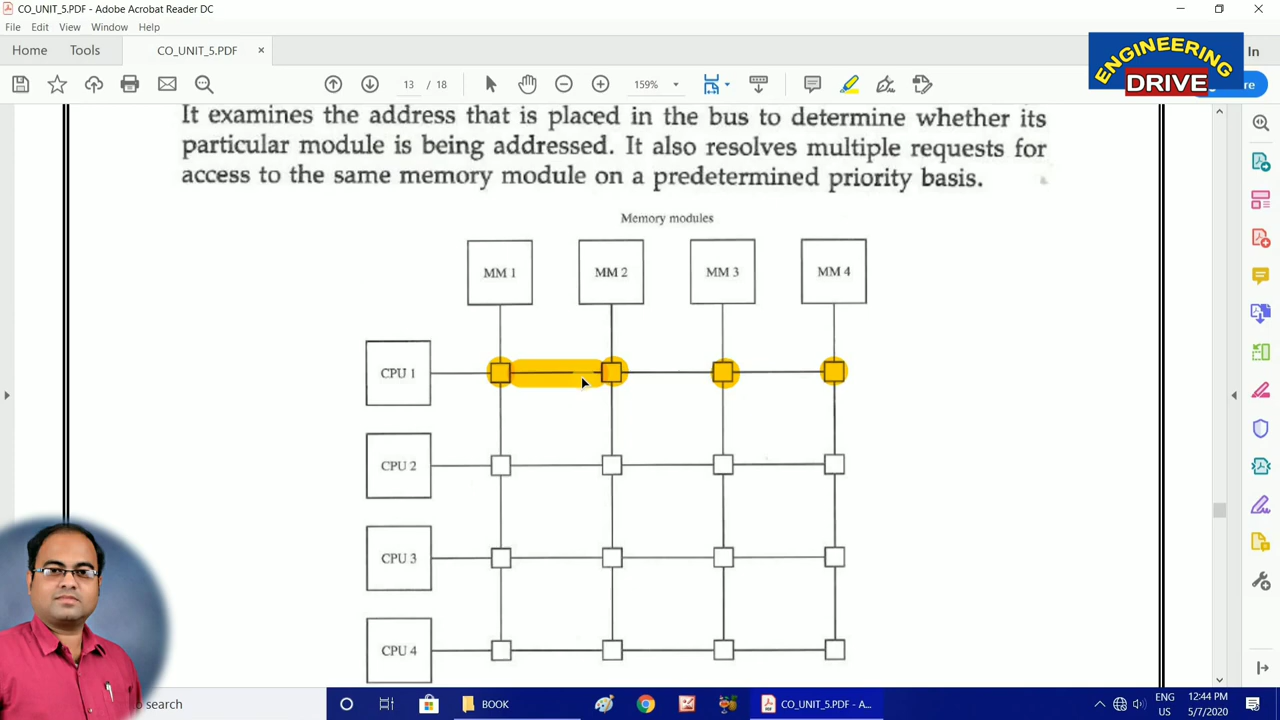 CO_UNIT_5.PDF - Adobe Acrobat Reader DC
File Edit View Window Help
Home Tools CO_UNIT_5.PDF × In
ENGINEERING
DRIVE
13 / 18 159%
It examines the address that is placed in the bus to determine whether its
particular module is being addressed. It also resolves multiple requests for
access to the same memory module on a predetermined priority basis.
Memory modules
MM 1 MM 2 MM 3 MM 4
CPU 1
CPU 2
CPU 3
CPU 4
to search BOOK CO_UNIT_5.PDF - A... ENG 12:44 PM
US 5/7/2020